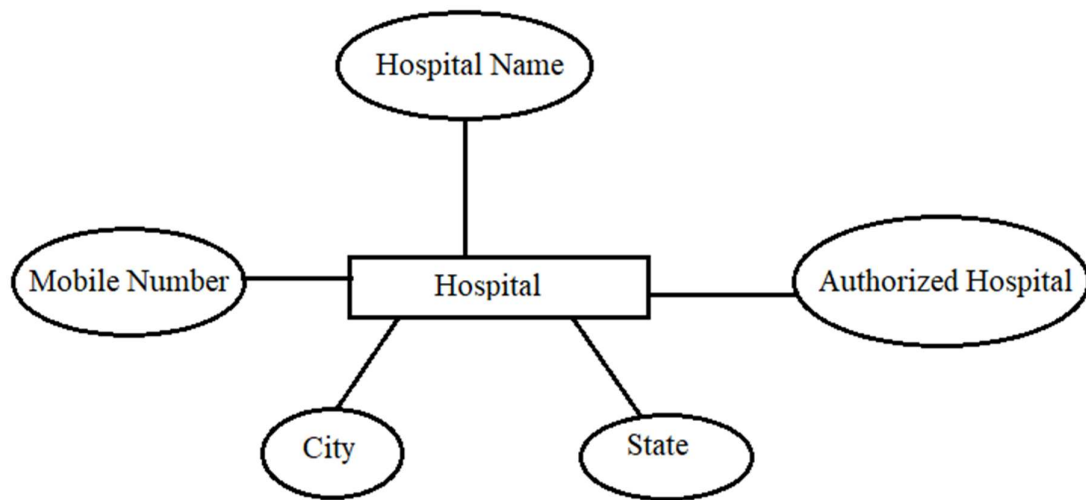 Hospital Name
Mobile Number
Hospital
Authorized Hospital
City
State